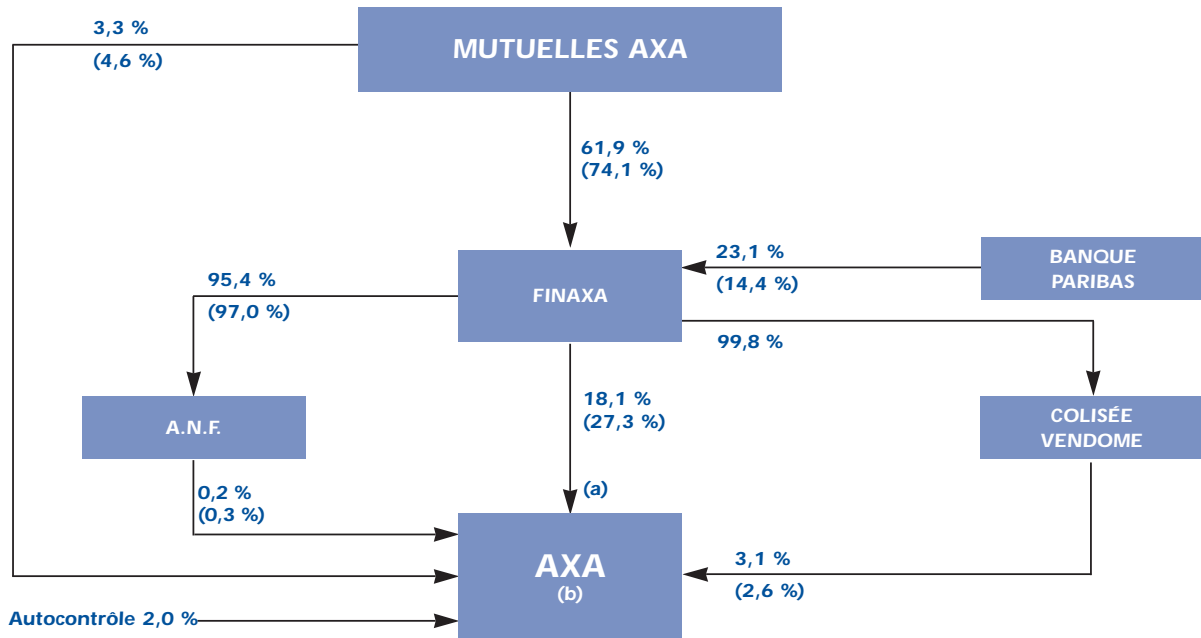 3,3 %
(4,6 %)
MUTUELLES AXA
61,9 %
(74,1 %)
95,4 %
(97,0 %)
FINAXA
23,1 %
(14,4 %)
BANQUE
PARIBAS
99,8 %
A.N.F.
18,1 %
(27,3 %)
COLISÉE
VENDOME
0,2 %
(0,3 %)
(a)
AXA
(b)
3,1 %
(2,6 %)
Autocontrôle 2,0 %